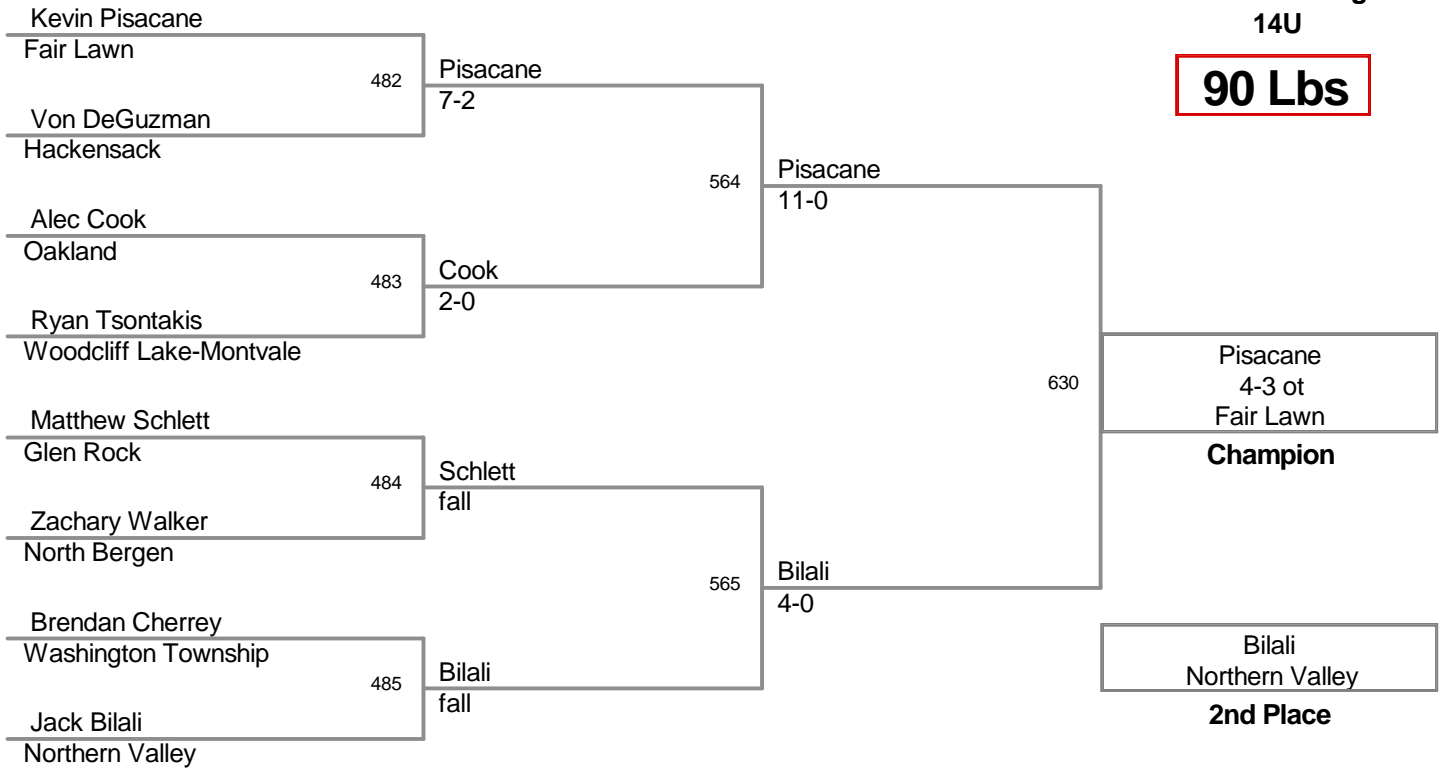 Kevin Pisacane
Fair Lawn
482
Von DeGuzman
Hackensack
Pisacane
7-2
Alec Cook
Oakland
483
Ryan Tsontakis
Woodcliff Lake-Montvale
Cook
2-0
564
Pisacane
11-0
Matthew Schlett
Glen Rock
484
Zachary Walker
North Bergen
Schlett
fall
Brendan Cherrey
Washington Township
485
Jack Bilali
Northern Valley
Bilali
fall
565
Bilali
4-0
630
14U
90 Lbs
Pisacane
4-3 ot
Fair Lawn
Champion
Bilali
Northern Valley
2nd Place